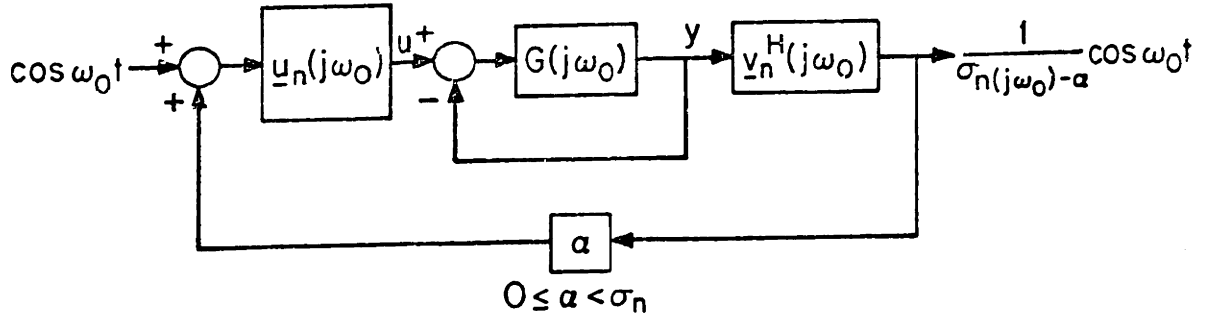 cos ω₀t
+
+
u̲ₙ(jω₀)
u
+
−
G(jω₀)
y
v̲ₙᴴ(jω₀)
1
σₙ(jω₀)−α
cos ω₀t
α
0 ≤ α < σₙ